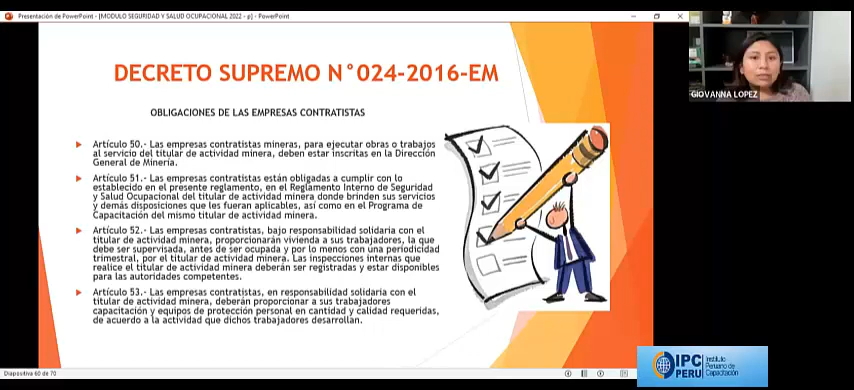 Presentación de PowerPoint - [MODULO SEGURIDAD Y SALUD OCUPACIONAL 2022 - p] - PowerPoint
DECRETO SUPREMO N°024-2016-EM
OBLIGACIONES DE LAS EMPRESAS CONTRATISTAS
Artículo 50.- Las empresas contratistas mineras, para ejecutar obras o trabajos
al servicio del titular de actividad minera, deben estar inscritas en la Dirección
General de Minería.
Artículo 51.- Las empresas contratistas están obligadas a cumplir con lo
establecido en el presente reglamento, en el Reglamento Interno de Seguridad
y Salud Ocupacional del titular de actividad minera donde brinden sus servicios
y demás disposiciones que les fueran aplicables, así como en el Programa de
Capacitación del mismo titular de actividad minera.
Artículo 52.- Las empresas contratistas, bajo responsabilidad solidaria con el
titular de actividad minera, proporcionarán vivienda a sus trabajadores, la que
debe ser supervisada, antes de ser ocupada y por lo menos con una periodicidad
trimestral, por el titular de actividad minera. Las inspecciones internas que
realice el titular de actividad minera deberán ser registradas y estar disponibles
para las autoridades competentes.
Artículo 53.- Las empresas contratistas, en responsabilidad solidaria con el
titular de actividad minera, deberán proporcionar a sus trabajadores
capacitación y equipos de protección personal en cantidad y calidad requeridas,
de acuerdo a la actividad que dichos trabajadores desarrollan.
Diapositiva 60 de 70
GIOVANNA LOPEZ
IPC
PERU
Instituto
Peruano de
Capacitación